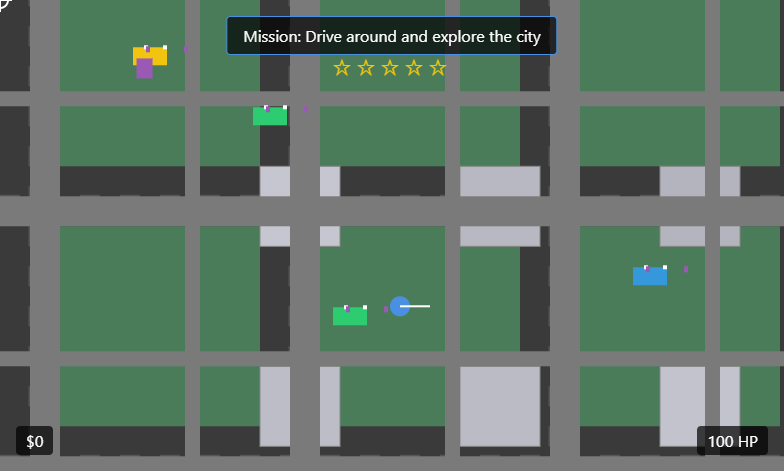 Mission: Drive around and explore the city
☆ ☆ ☆ ☆ ☆
$0
100 HP